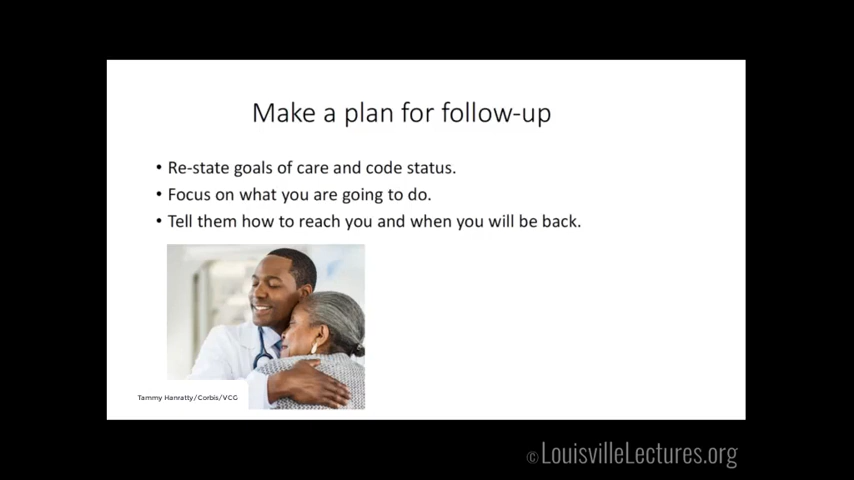 Make a plan for follow-up
• Re-state goals of care and code status.
• Focus on what you are going to do.
• Tell them how to reach you and when you will be back.
Tammy Hanratty/Corbis/VCG
© LouisvilleLectures.org